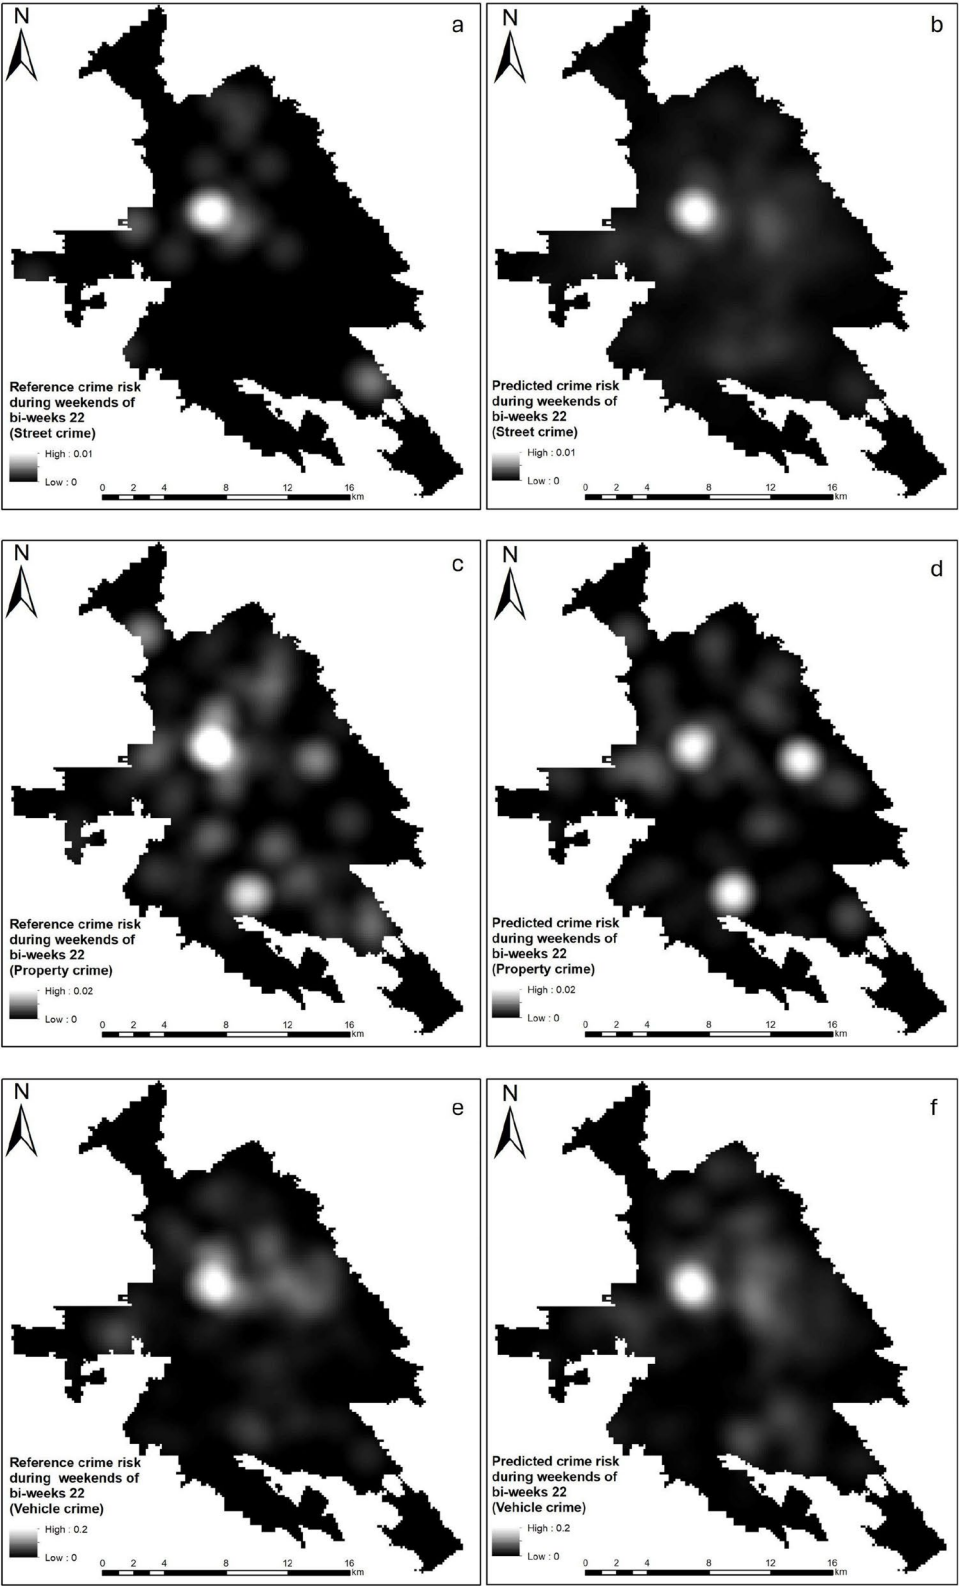 N
a
Reference crime risk
during weekends of
bi-weeks 22
(Street crime)
High : 0.01
Low : 0
0 2 4 8 12 16
km
N
b
Predicted crime risk
during weekends of
bi-weeks 22
(Street crime)
High : 0.01
Low : 0
0 2 4 8 12 16
km
N
c
Reference crime risk
during weekends of
bi-weeks 22
(Property crime)
High : 0.02
Low : 0
0 2 4 8 12 16
km
N
d
Predicted crime risk
during weekends of
bi-weeks 22
(Property crime)
High : 0.02
Low : 0
0 2 4 8 12 16
km
N
e
Reference crime risk
during weekends of
bi-weeks 22
(Vehicle crime)
High : 0.2
Low : 0
0 2 4 8 12 16
km
N
f
Predicted crime risk
during weekends of
bi-weeks 22
(Vehicle crime)
High : 0.2
Low : 0
0 2 4 8 12 16
km